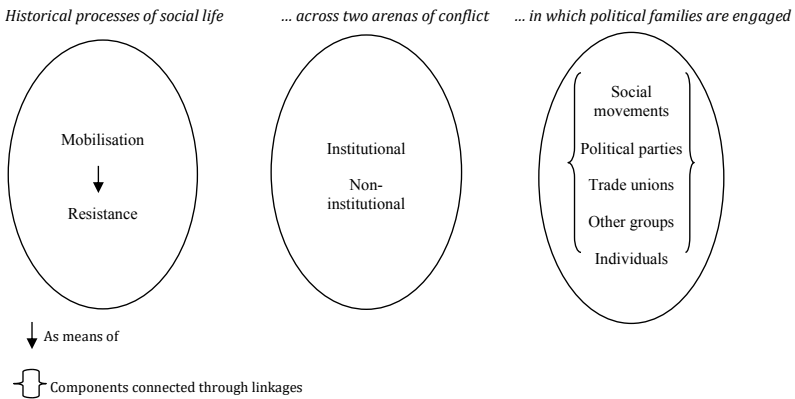 Historical processes of social life
... across two arenas of conflict
... in which political families are engaged
Mobilisation
Resistance
Institutional
Non-
institutional
Social
movements
Political parties
Trade unions
Other groups
Individuals
As means of
Components connected through linkages